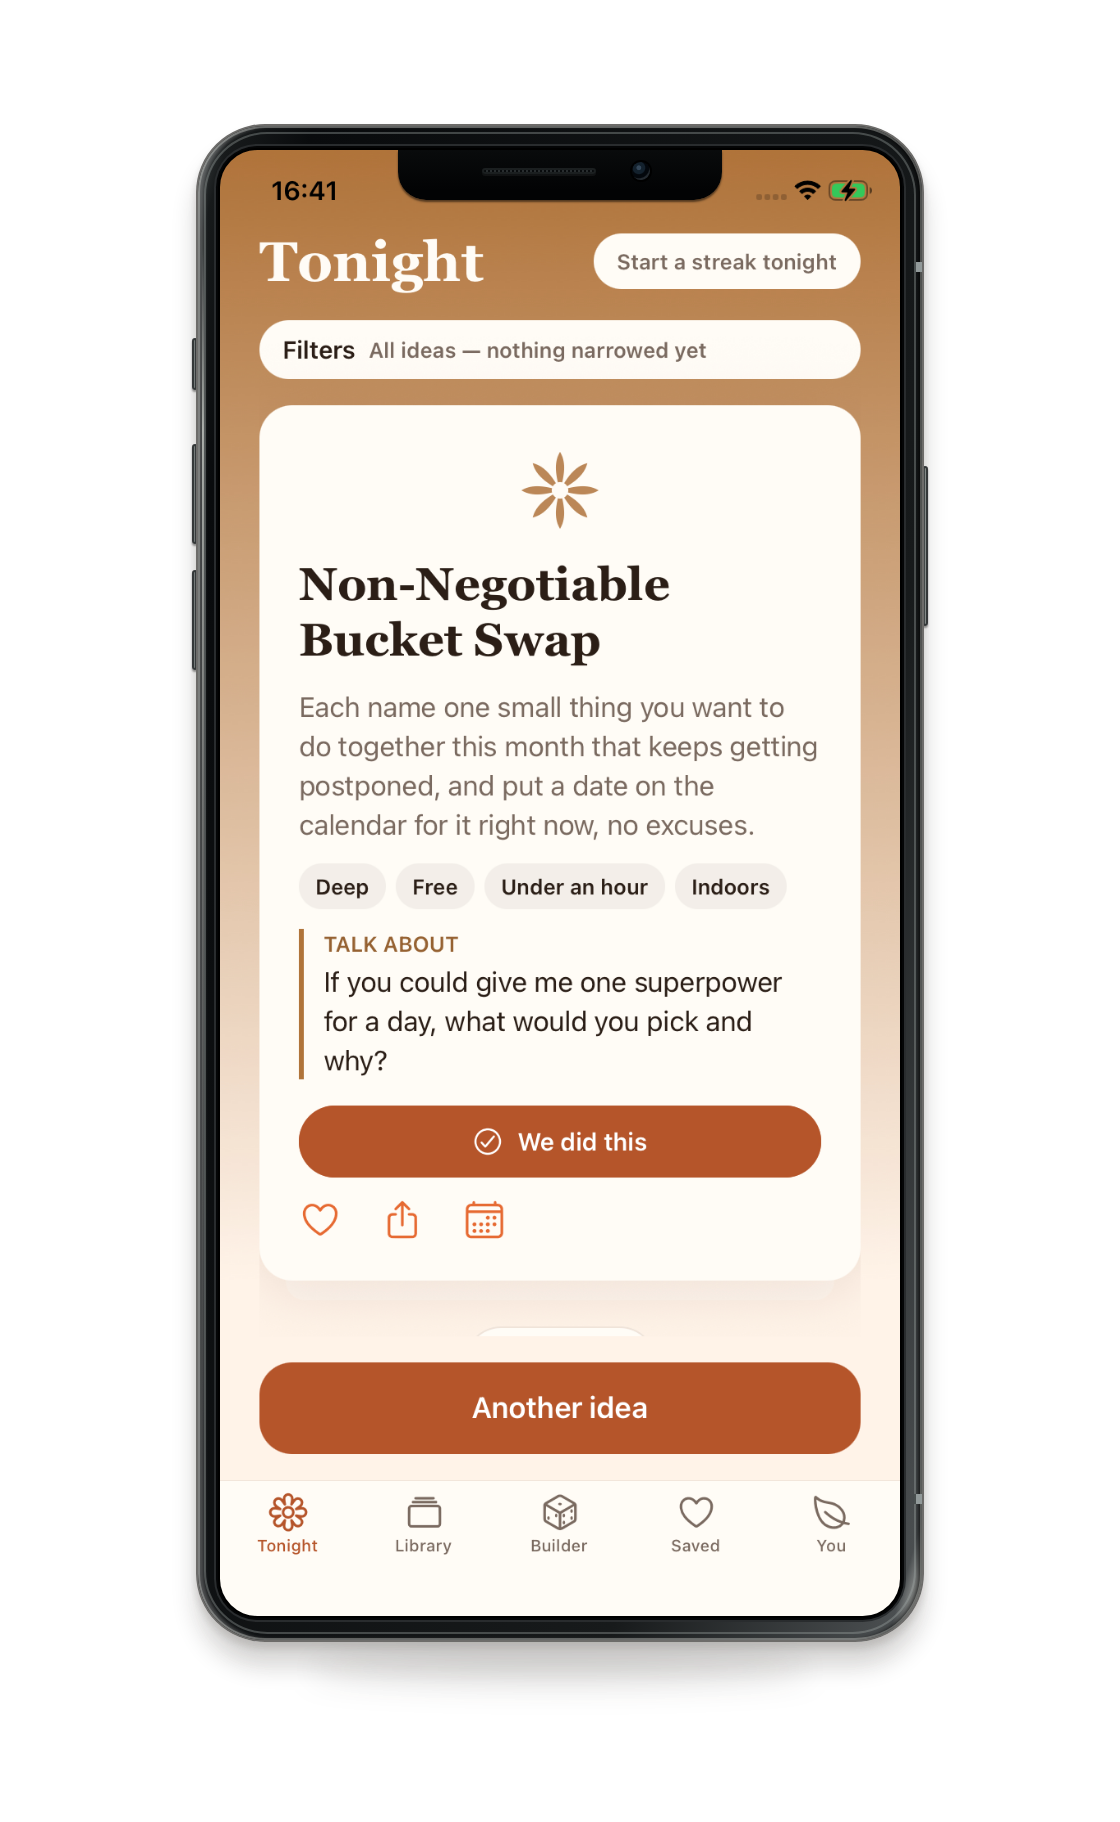 16:41
Tonight
Start a streak tonight
Filters All ideas — nothing narrowed yet
Non-Negotiable
Bucket Swap
Each name one small thing you want to
do together this month that keeps getting
postponed, and put a date on the
calendar for it right now, no excuses.
Deep Free Under an hour Indoors
TALK ABOUT
If you could give me one superpower
for a day, what would you pick and
why?
We did this
Another idea
Tonight Library Builder Saved You